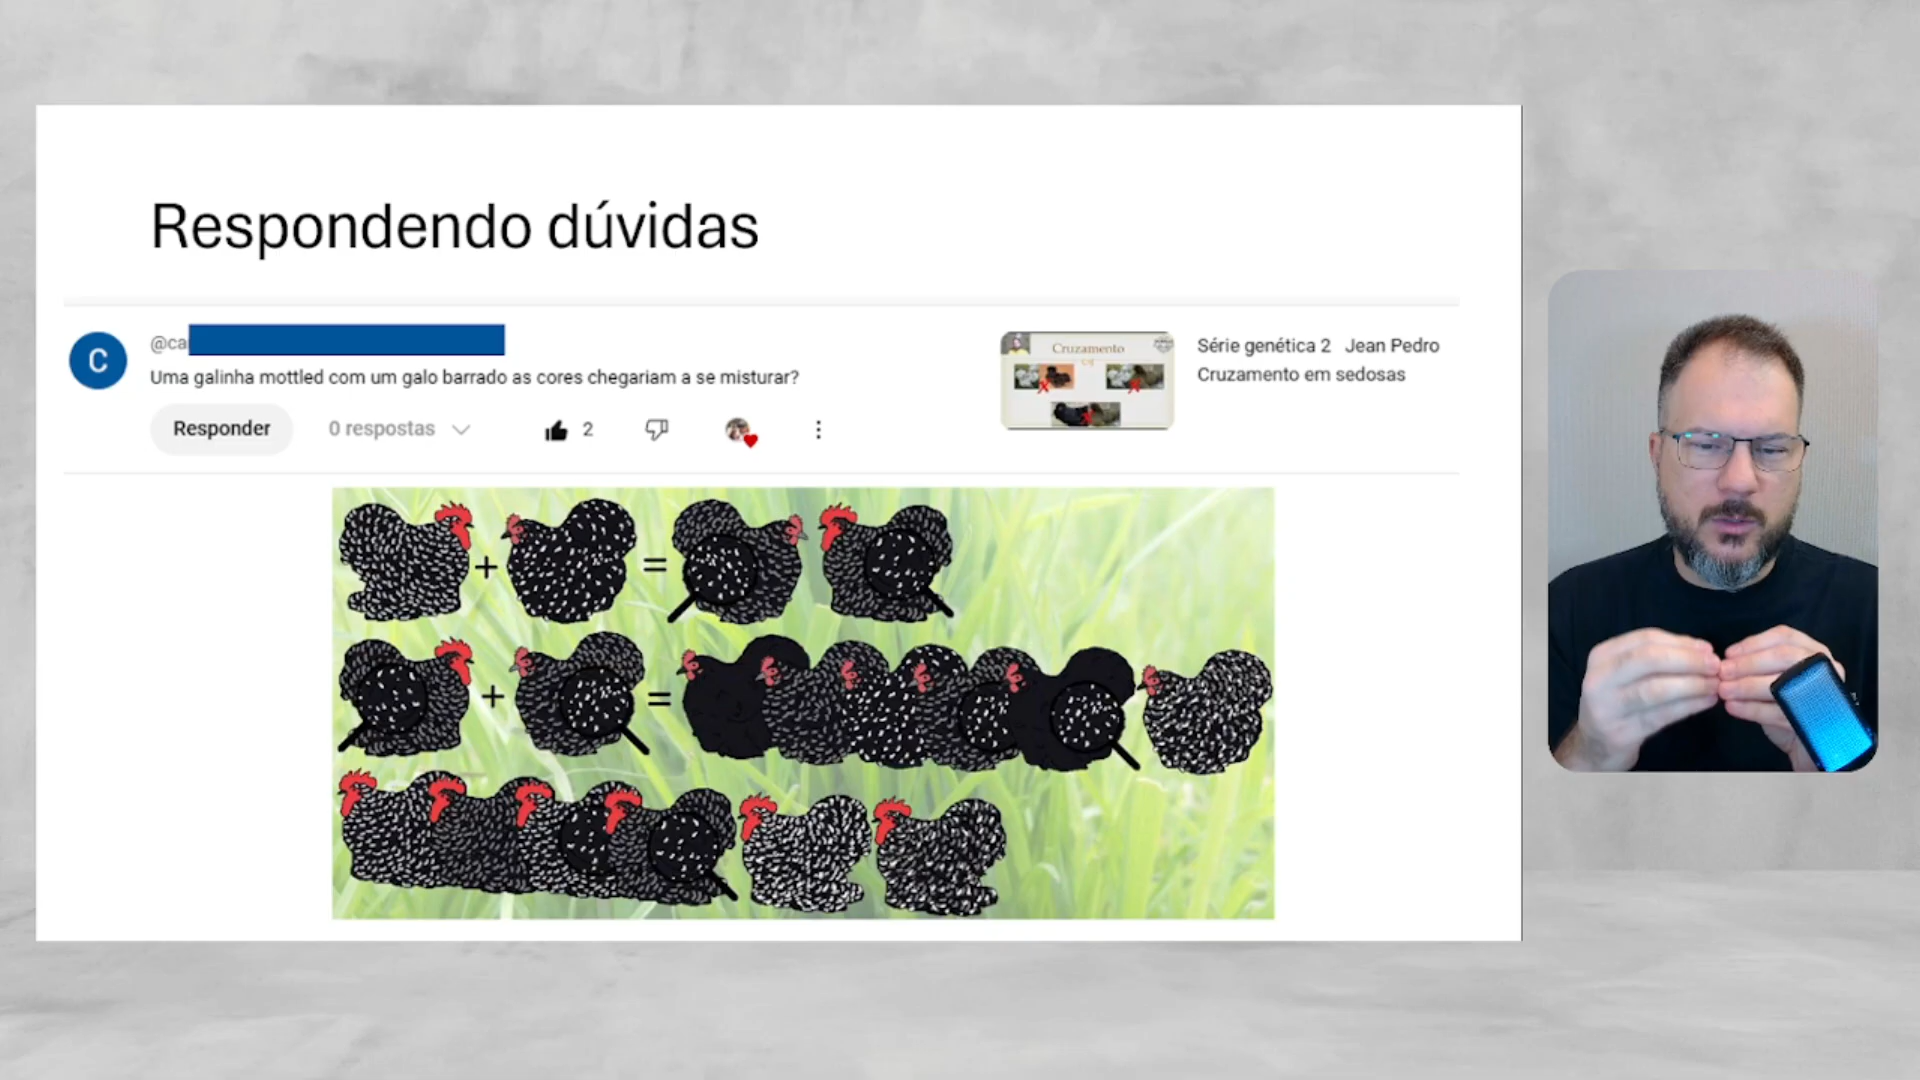 Respondendo dúvidas
@ca
C
Uma galinha mottled com um galo barrado as cores chegariam a se misturar?
Responder
0 respostas
2
Cruzamento
Série genética 2 Jean Pedro
Cruzamento em sedosas
+
=
+
=